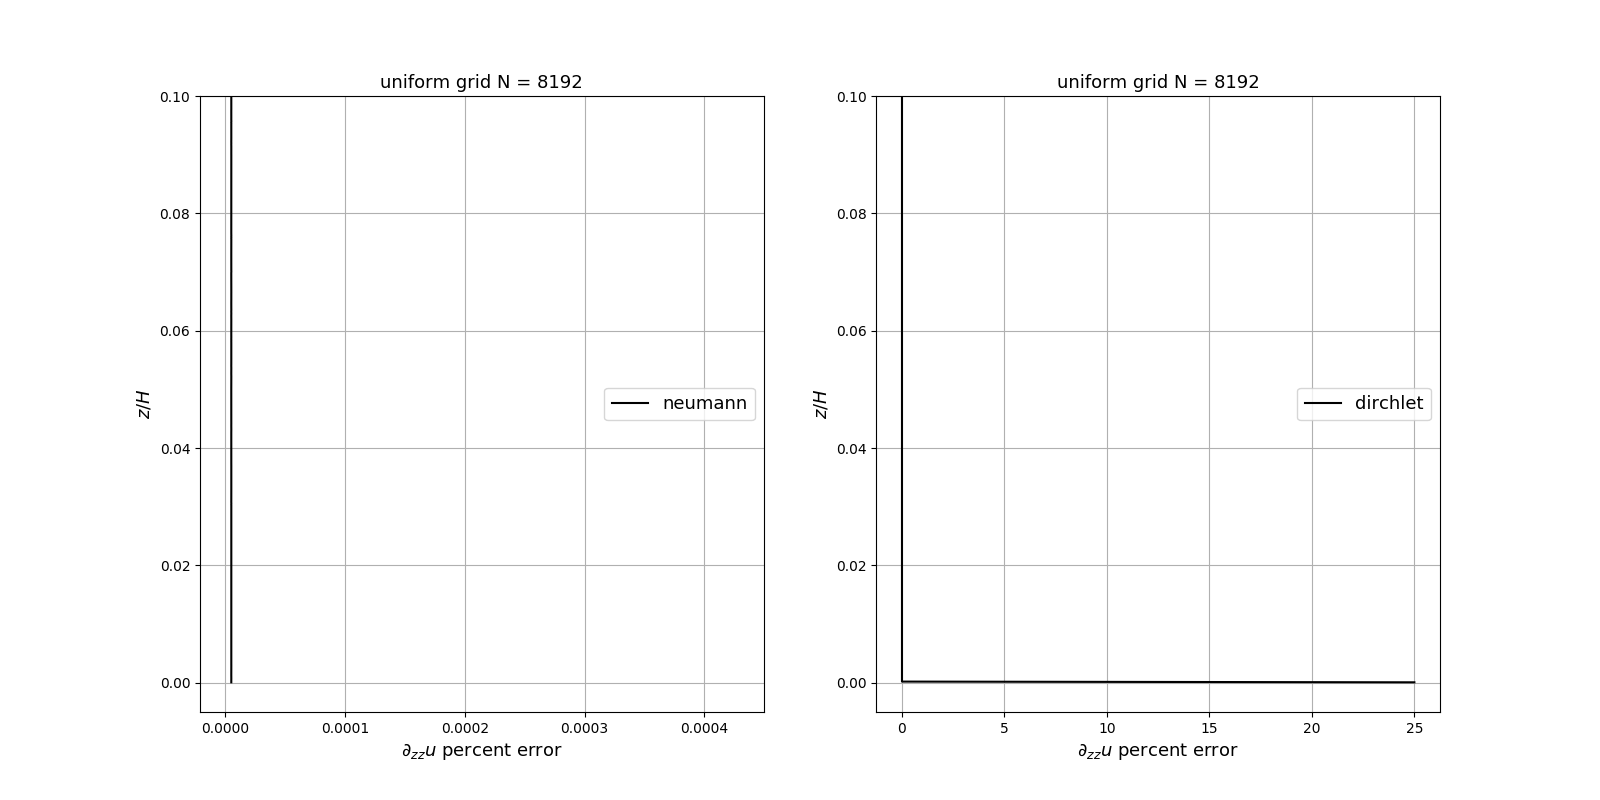 uniform grid N = 8192
0.10
0.08
0.06
0.04
0.02
0.00
z/H
neumann
0.0000 0.0001 0.0002 0.0003 0.0004
∂zzu percent error
uniform grid N = 8192
0.10
0.08
0.06
0.04
0.02
0.00
z/H
dirchlet
0 5 10 15 20 25
∂zzu percent error